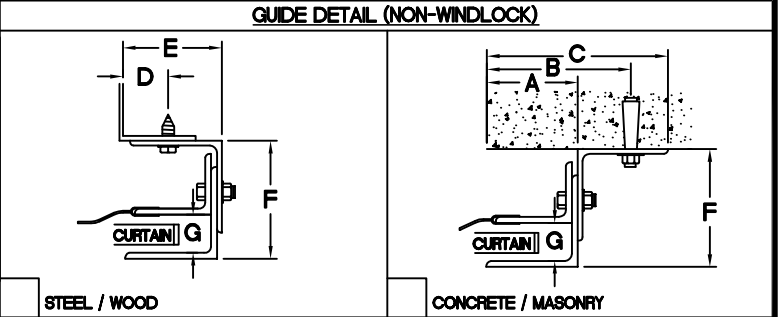 GUIDE DETAIL (NON-WINDLOCK)
E
D
F
CURTAIN G
STEEL / WOOD
C
B
A
F
CURTAIN G
CONCRETE / MASONRY